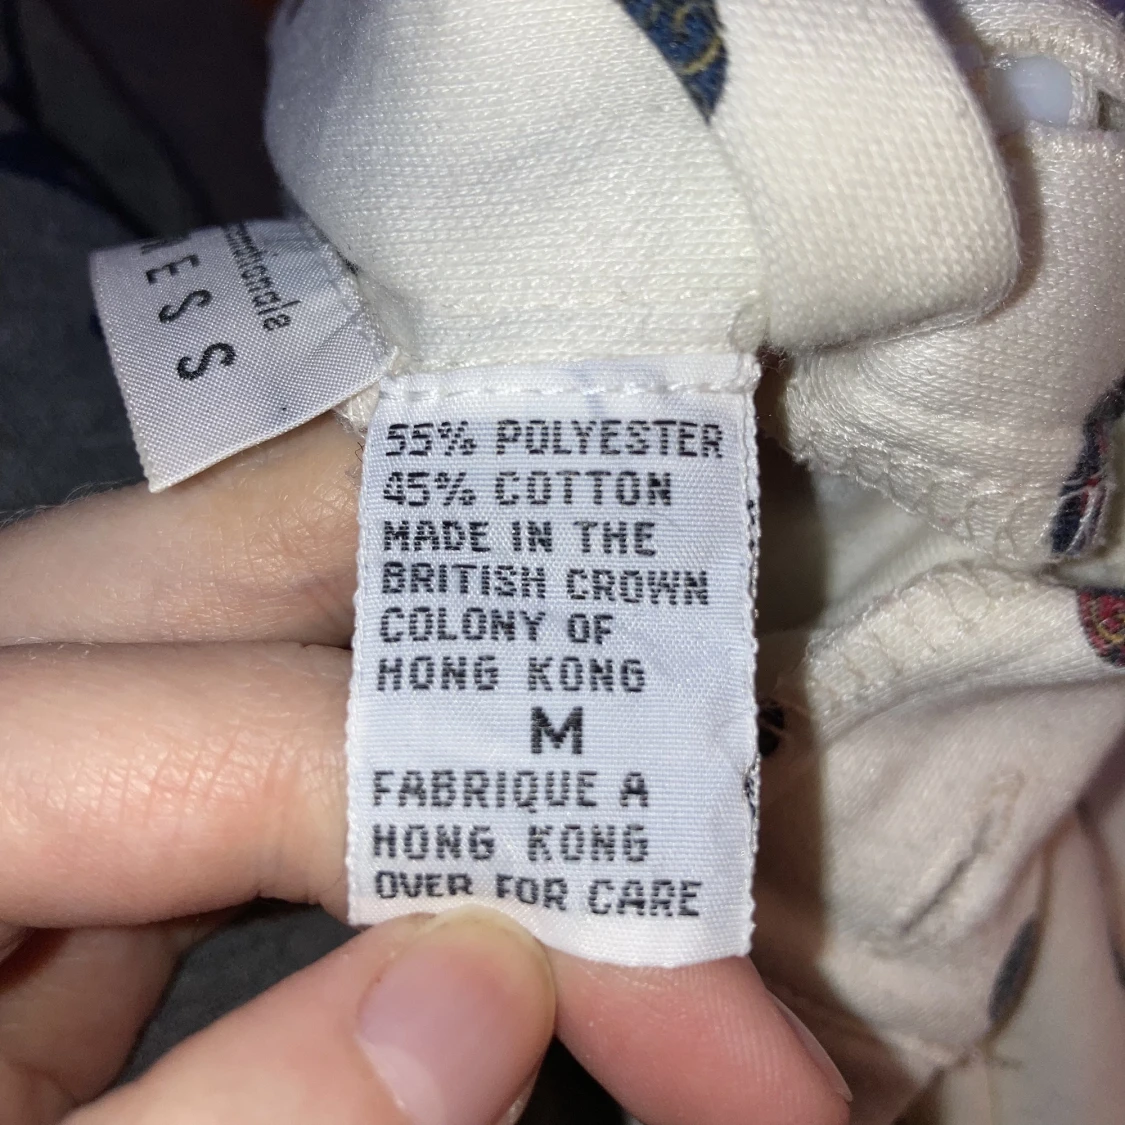 ESS
55% POLYESTER
45% COTTON
MADE IN THE
BRITISH CROWN
COLONY OF
HONG KONG
M
FABRIQUE A
HONG KONG
OVER FOR CARE